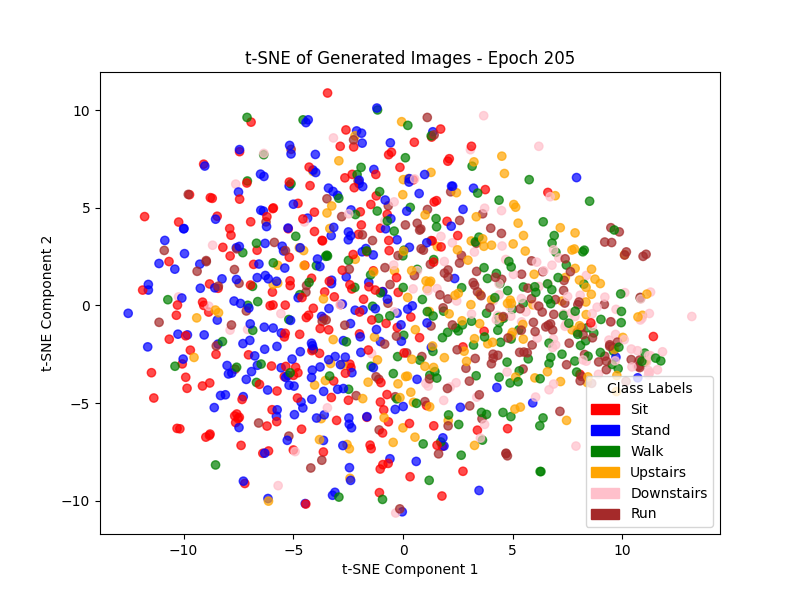 t-SNE of Generated Images - Epoch 205
t-SNE Component 2
10
5
0
−5
−10
−10
−5
0
5
10
t-SNE Component 1
Class Labels
Sit
Stand
Walk
Upstairs
Downstairs
Run